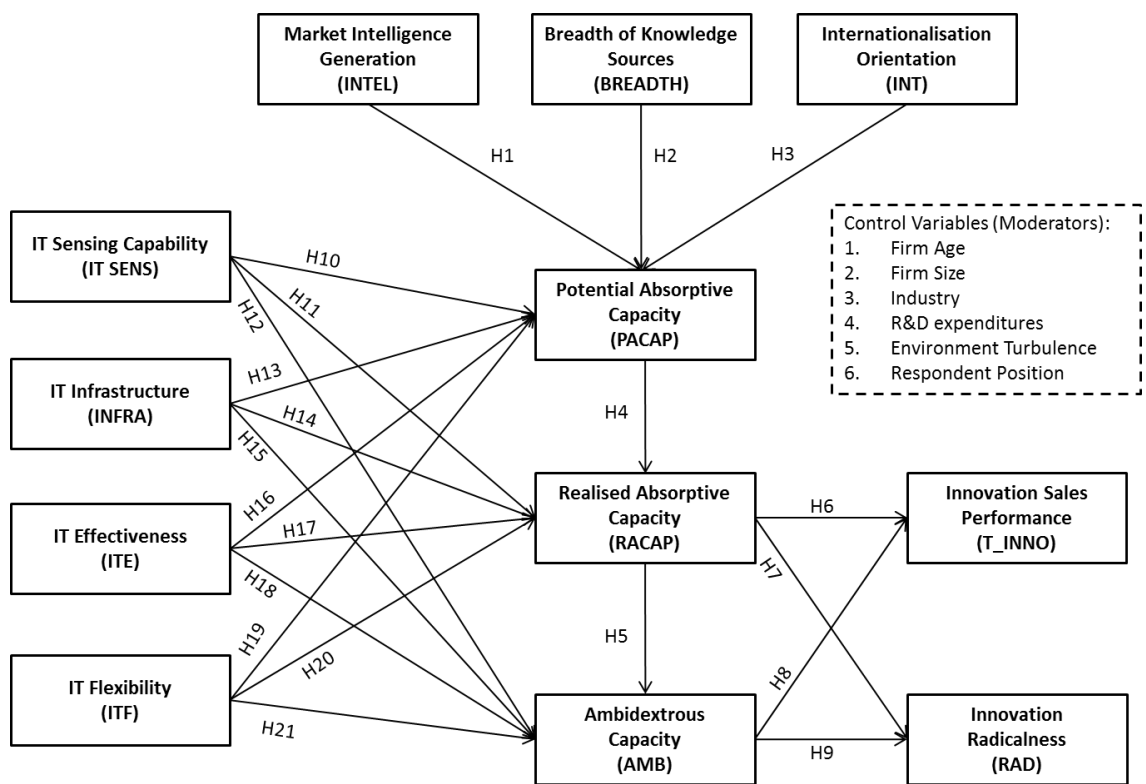 Market Intelligence
Generation
(INTEL)
Breadth of Knowledge
Sources
(BREADTH)
Internationalisation
Orientation
(INT)
H1
H2
H3
IT Sensing Capability
(IT SENS)
IT Infrastructure
(INFRA)
IT Effectiveness
(ITE)
IT Flexibility
(ITF)
H10
H11
H12
H13
H14
H15
H16
H17
H18
H19
H20
H21
Potential Absorptive
Capacity
(PACAP)
H4
Realised Absorptive
Capacity
(RACAP)
H5
Ambidextrous
Capacity
(AMB)
Control Variables (Moderators):
1. Firm Age
2. Firm Size
3. Industry
4. R&D expenditures
5. Environment Turbulence
6. Respondent Position
H6
H7
H8
H9
Innovation Sales
Performance
(T_INNO)
Innovation
Radicalness
(RAD)